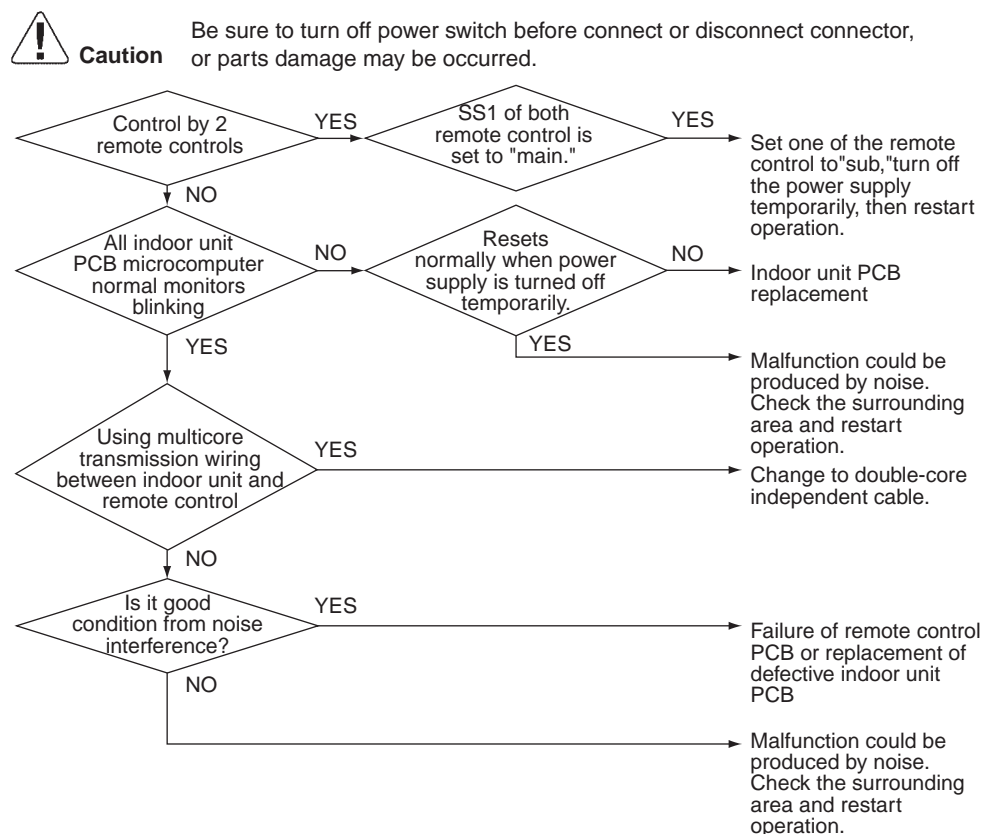 Caution
Be sure to turn off power switch before connect or disconnect connector,
or parts damage may be occurred.
Control by 2
remote controls
YES
SS1 of both
remote control is
set to "main."
YES
Set one of the remote
control to"sub,"turn off
the power supply
temporarily, then restart
operation.
NO
All indoor unit
PCB microcomputer
normal monitors
blinking
NO
Resets
normally when power
supply is turned off
temporarily.
NO
Indoor unit PCB
replacement
YES
YES
Malfunction could be
produced by noise.
Check the surrounding
area and restart
operation.
Using multicore
transmission wiring
between indoor unit and
remote control
YES
Change to double-core
independent cable.
NO
Is it good
condition from noise
interference?
YES
Failure of remote control
PCB or replacement of
defective indoor unit
PCB
NO
Malfunction could be
produced by noise.
Check the surrounding
area and restart
operation.